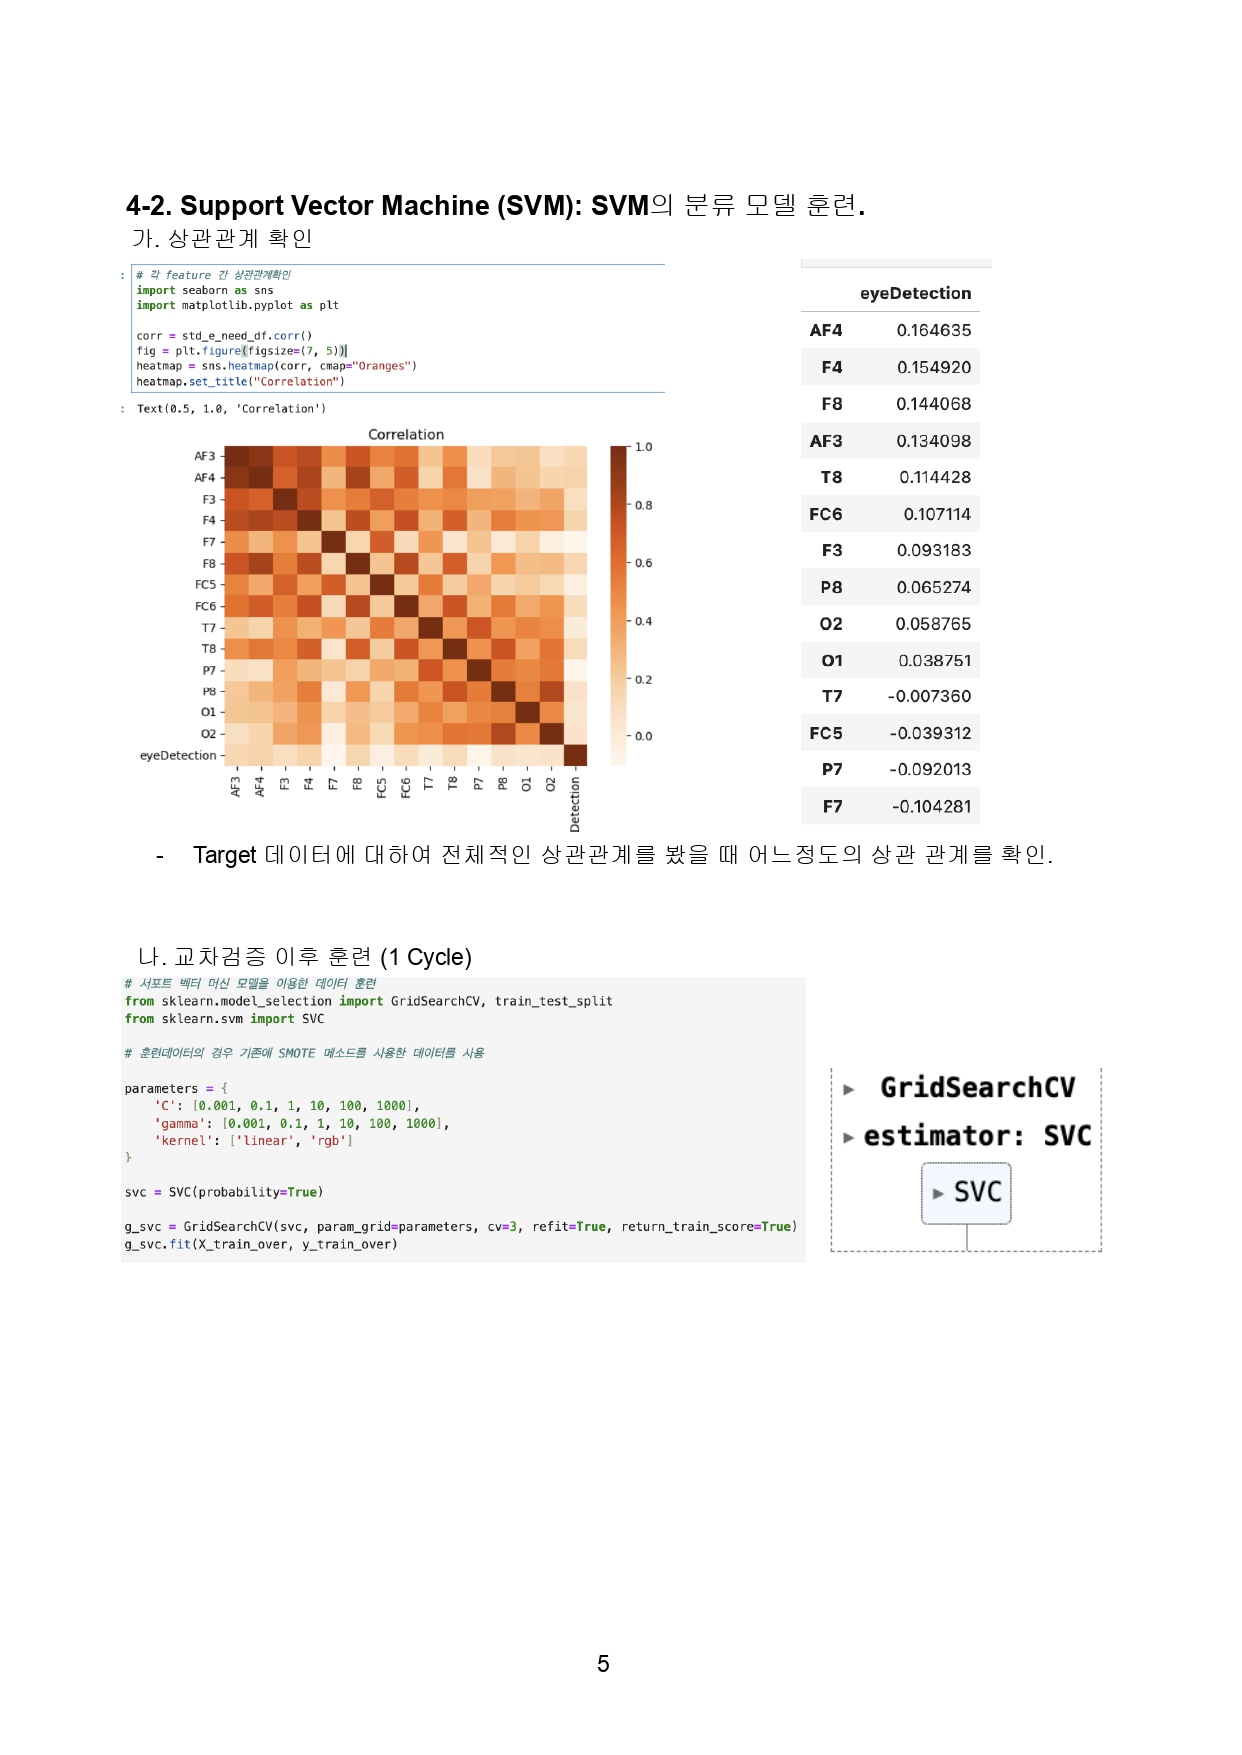 4-2. Support Vector Machine (SVM): SVM의 분류 모델 훈련.
가. 상관관계 확인
: # 각 feature 간 상관관계확인
import seaborn as sns
import matplotlib.pyplot as plt
corr = std_e_need_df.corr()
fig = plt.figure(figsize=(7, 5))
heatmap = sns.heatmap(corr, cmap="Oranges")
heatmap.set_title("Correlation")
: Text(0.5, 1.0, 'Correlation')
Correlation
AF3
AF4
F3
F4
F7
F8
FC5
FC6
T7
T8
P7
P8
O1
O2
eyeDetection
AF3 AF4 F3 F4 F7 F8 FC5 FC6 T7 T8 P7 P8 O1 O2 Detection
1.0
0.8
0.6
0.4
0.2
0.0
eyeDetection
AF4 0.164635
F4 0.154920
F8 0.144068
AF3 0.134098
T8 0.114428
FC6 0.107114
F3 0.093183
P8 0.065274
O2 0.058765
O1 0.038751
T7 -0.007360
FC5 -0.039312
P7 -0.092013
F7 -0.104281
- Target 데이터에 대하여 전체적인 상관관계를 봤을 때 어느정도의 상관 관계를 확인.
나. 교차검증 이후 훈련 (1 Cycle)
# 서포트 벡터 머신 모델을 이용한 데이터 훈련
from sklearn.model_selection import GridSearchCV, train_test_split
from sklearn.svm import SVC
# 훈련데이터의 경우 기존에 SMOTE 메소드를 사용한 데이터를 사용
parameters = {
'C': [0.001, 0.1, 1, 10, 100, 1000],
'gamma': [0.001, 0.1, 1, 10, 100, 1000],
'kernel': ['linear', 'rgb']
}
svc = SVC(probability=True)
g_svc = GridSearchCV(svc, param_grid=parameters, cv=3, refit=True, return_train_score=True)
g_svc.fit(X_train_over, y_train_over)
▸ GridSearchCV
▸ estimator: SVC
▸ SVC
5